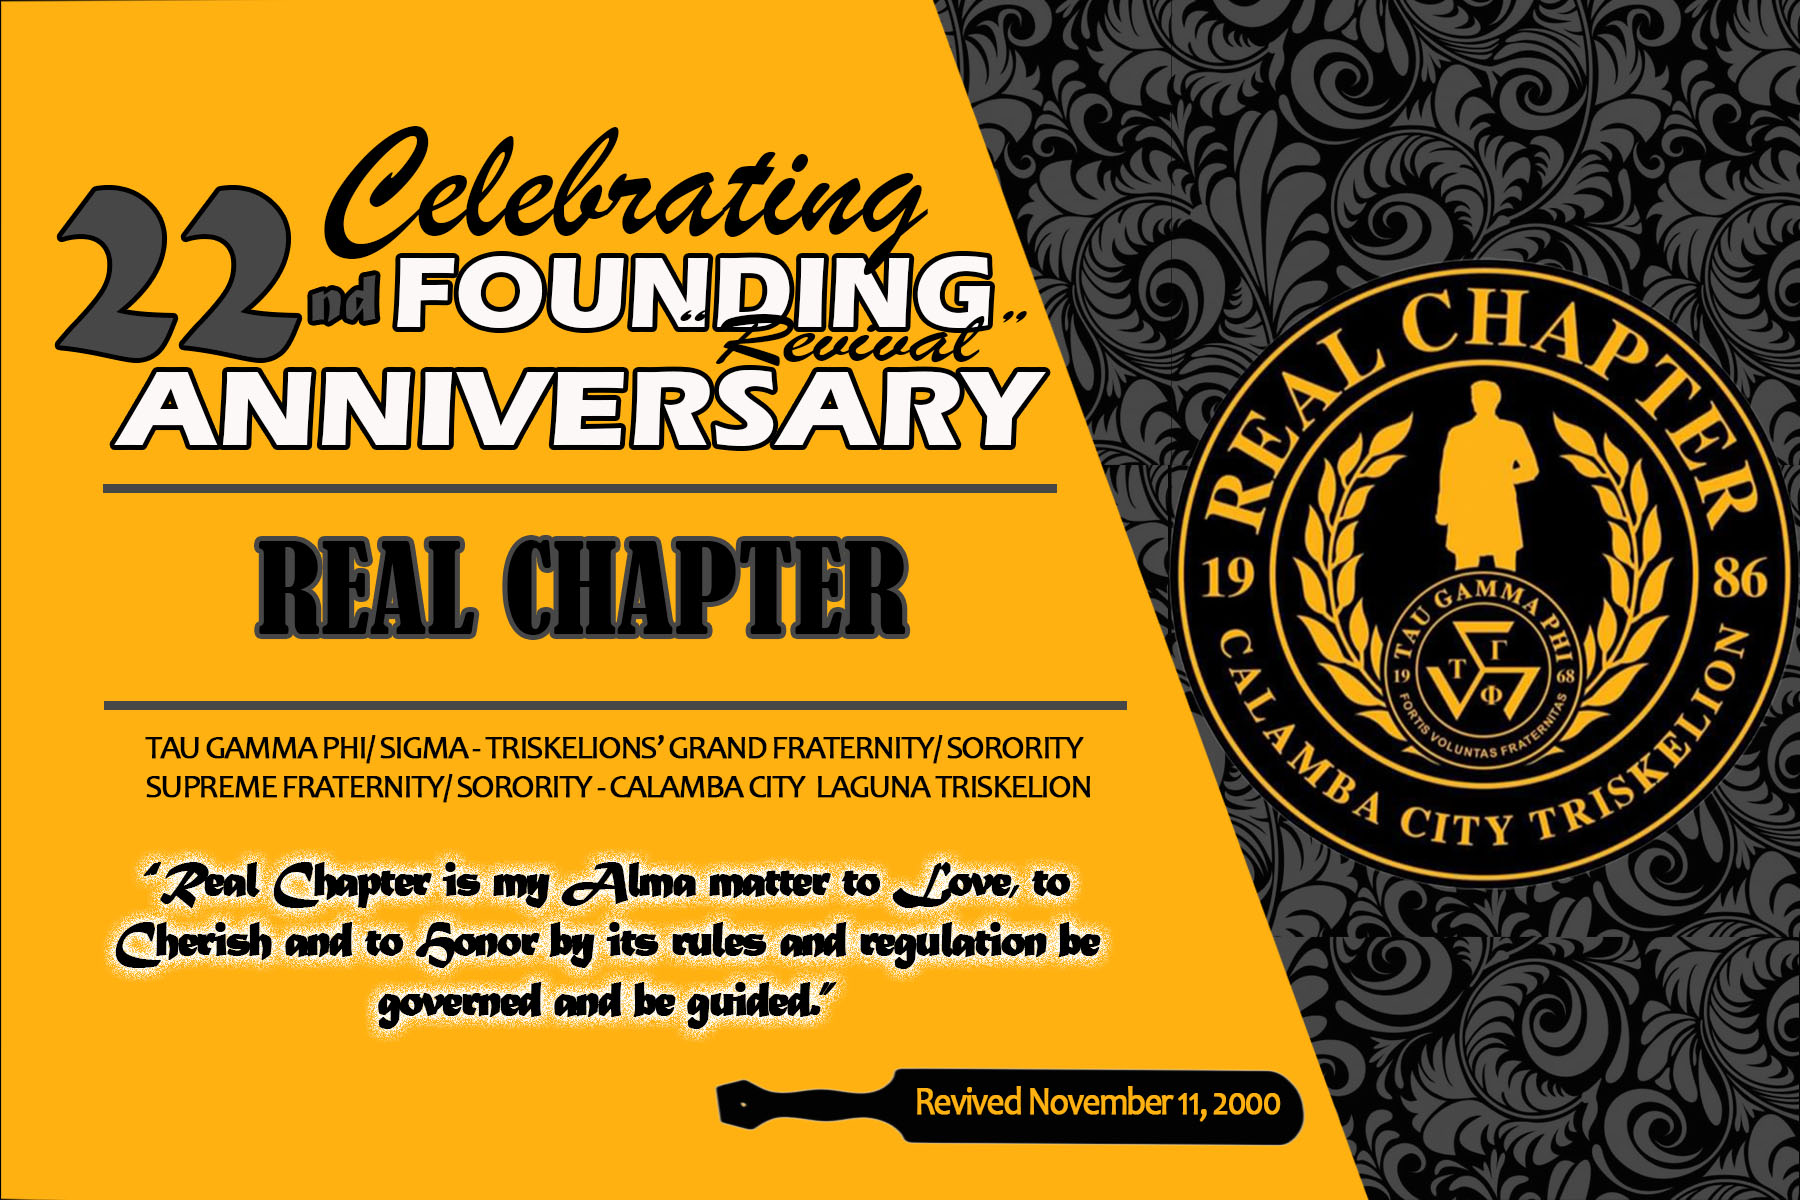 Celebrating
22nd FOUNDING
“Revival”
ANNIVERSARY
REAL CHAPTER
TAU GAMMA PHI/ SIGMA - TRISKELIONS’ GRAND FRATERNITY/ SORORITY
SUPREME FRATERNITY/ SORORITY - CALAMBA CITY LAGUNA TRISKELION
“Real Chapter is my Alma matter to Love, to
Cherish and to Honor by its rules and regulation be
governed and be guided.”
Revived November 11, 2000
REAL CHAPTER
19 86
CALAMBA CITY TRISKELION
TAU GAMMA PHI
19 68
Τ Γ Φ
FORTIS VOLUNTAS FRATERNITAS